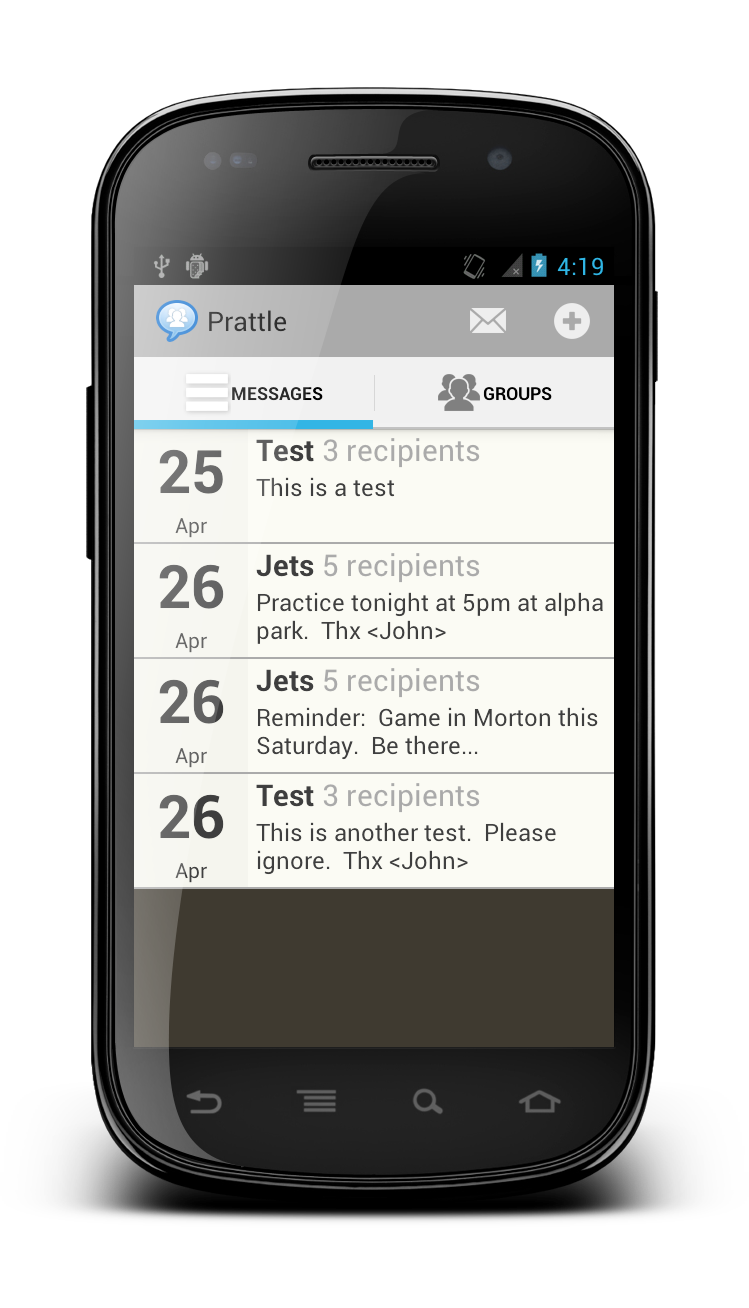 4:19
Prattle
MESSAGES
GROUPS
25
Apr
Test 3 recipients
This is a test
26
Apr
Jets 5 recipients
Practice tonight at 5pm at alpha
park.  Thx <John>
26
Apr
Jets 5 recipients
Reminder:  Game in Morton this
Saturday.  Be there...
26
Apr
Test 3 recipients
This is another test.  Please
ignore.  Thx <John>